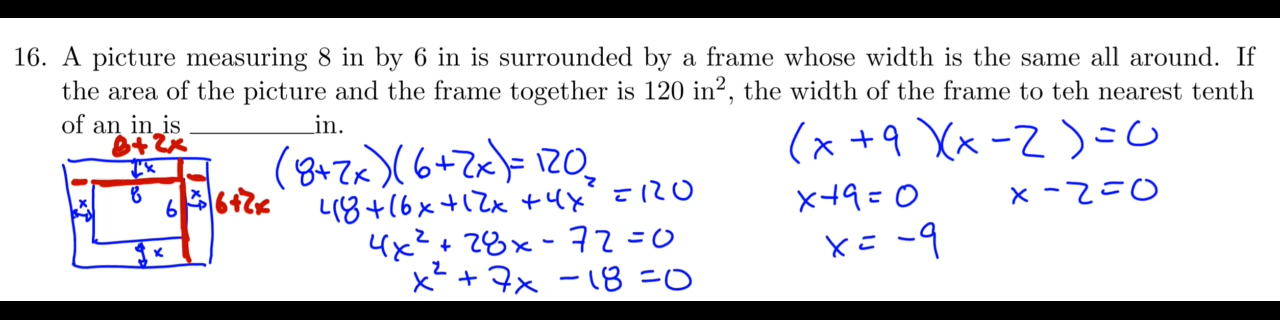 16. A picture measuring 8 in by 6 in is surrounded by a frame whose width is the same all around. If
the area of the picture and the frame together is 120 in², the width of the frame to teh nearest tenth
of an in is __________in.
8+2x
x
8
6
x
x
x
6+2x
(8+2x)(6+2x)=120
48+16x+12x+4x²=120
4x²+28x-72=0
x²+7x-18=0
(x+9)(x-2)=0
x+9=0 x-2=0
x=-9